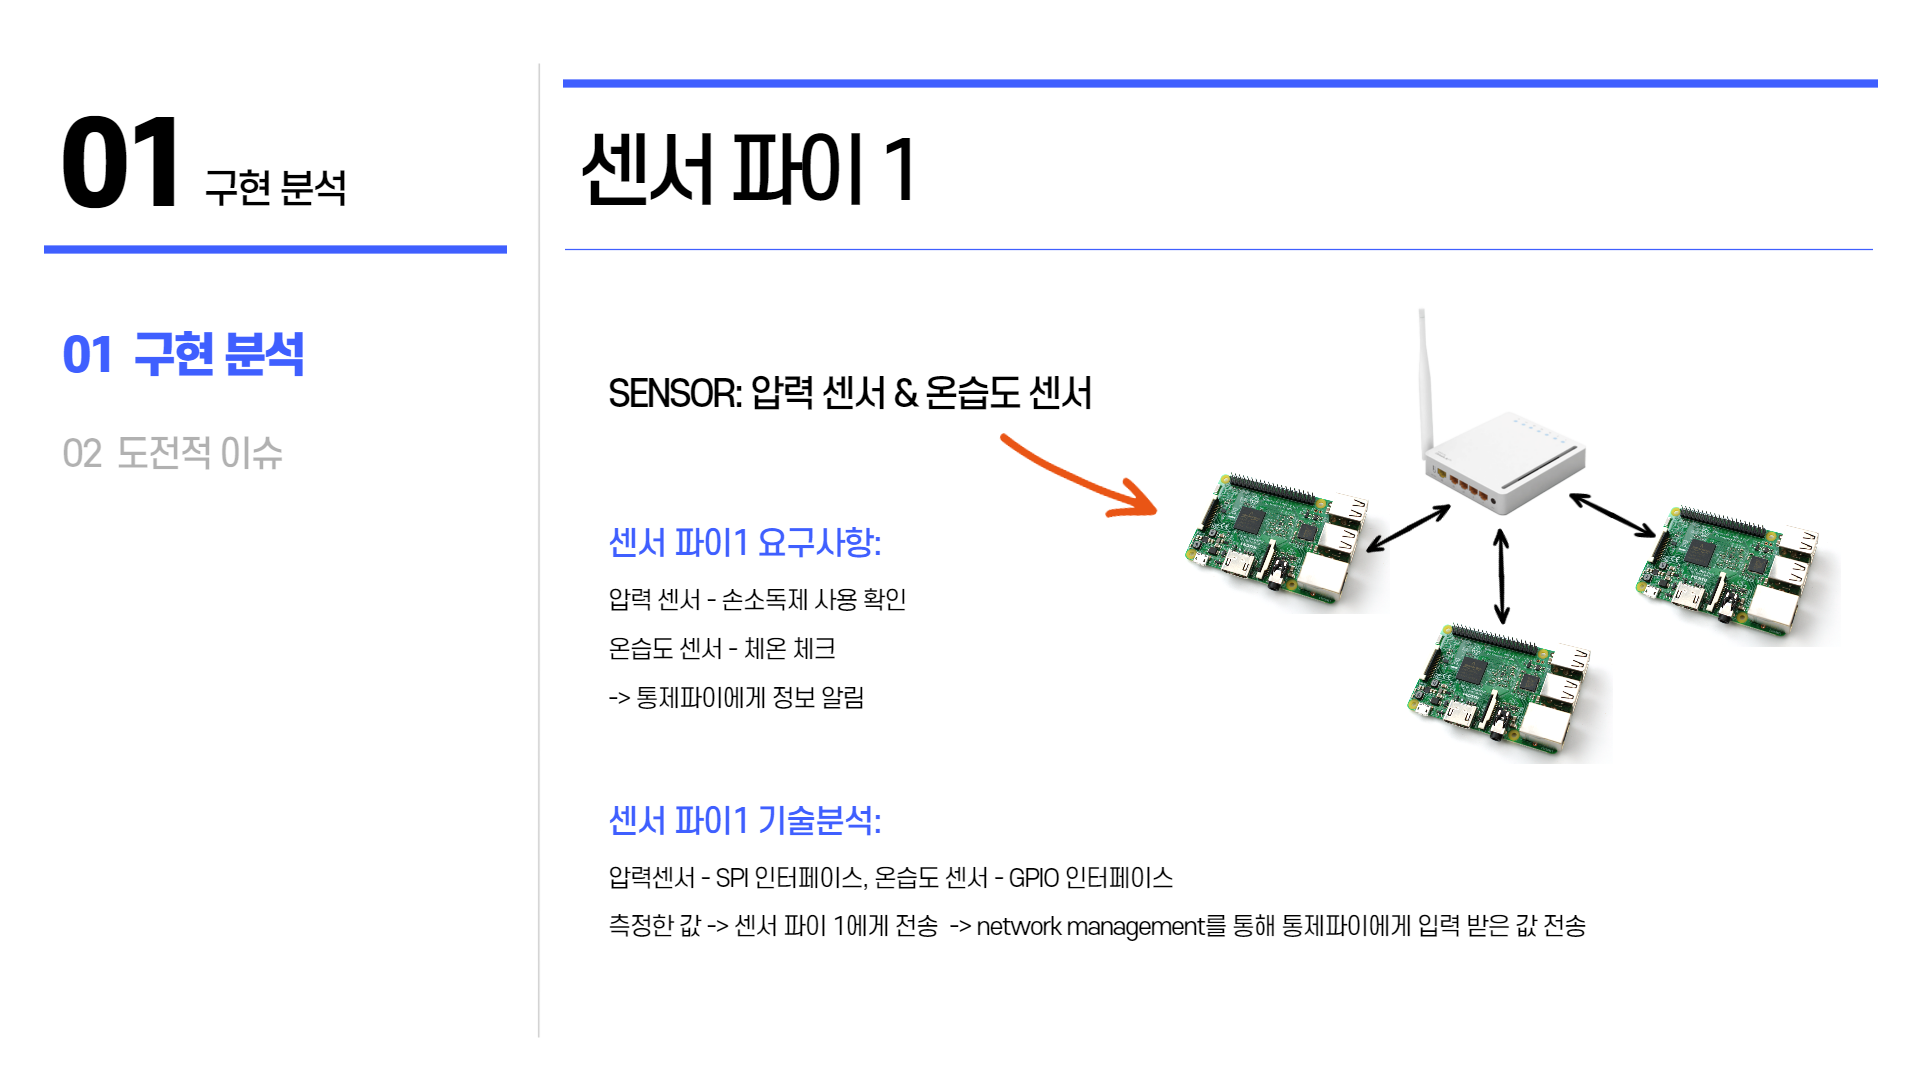 01 구현 분석
01 구현 분석
02 도전적 이슈
센서 파이 1
SENSOR: 압력 센서 & 온습도 센서
센서 파이1 요구사항:
압력 센서 - 손소독제 사용 확인
온습도 센서 - 체온 체크
-> 통제파이에게 정보 알림
센서 파이1 기술분석:
압력센서 - SPI 인터페이스, 온습도 센서 - GPIO 인터페이스
측정한 값 -> 센서 파이 1에게 전송 -> network management를 통해 통제파이에게 입력 받은 값 전송